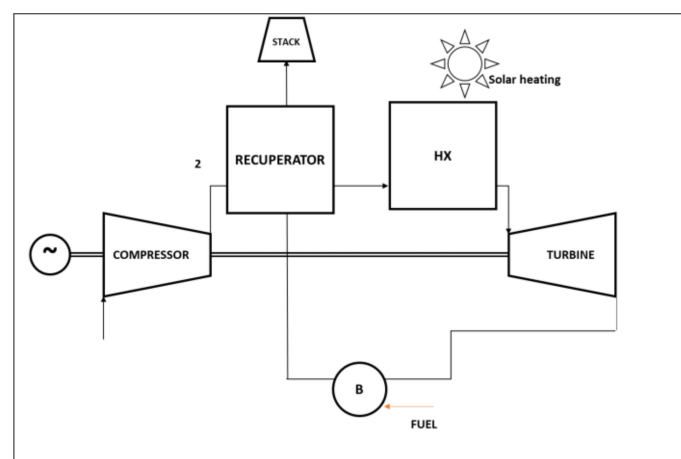 STACK
Solar heating
RECUPERATOR
HX
2
COMPRESSOR
~
TURBINE
B
FUEL